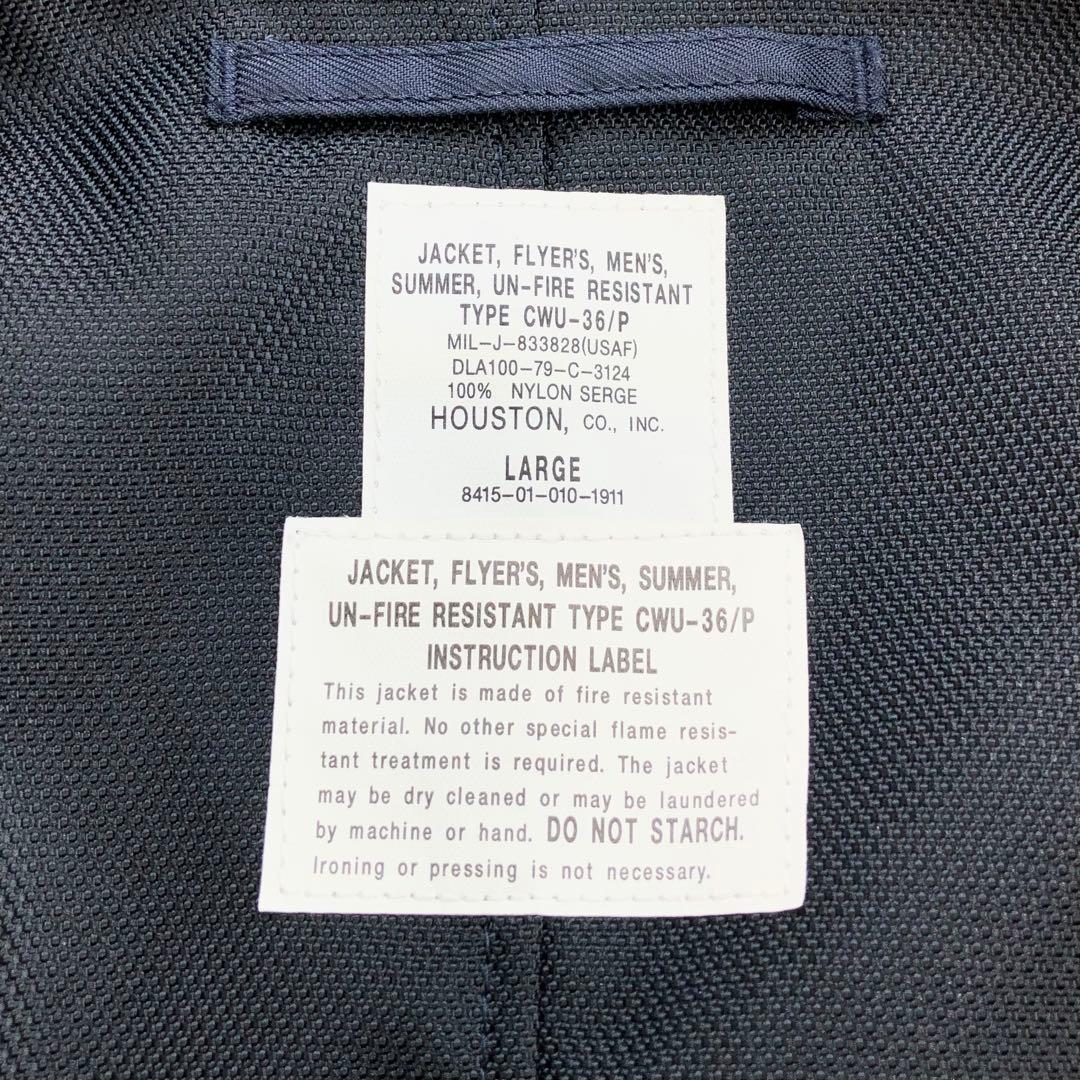 JACKET, FLYER'S, MEN'S,
SUMMER, UN-FIRE RESISTANT
TYPE CWU-36/P
MIL-J-833828(USAF)
DLA100-79-C-3124
100% NYLON SERGE
HOUSTON, CO., INC.
LARGE
8415-01-010-1911
JACKET, FLYER'S, MEN'S, SUMMER,
UN-FIRE RESISTANT TYPE CWU-36/P
INSTRUCTION LABEL
This jacket is made of fire resistant
material. No other special flame resis-
tant treatment is required. The jacket
may be dry cleaned or may be laundered
by machine or hand. DO NOT STARCH.
Ironing or pressing is not necessary.